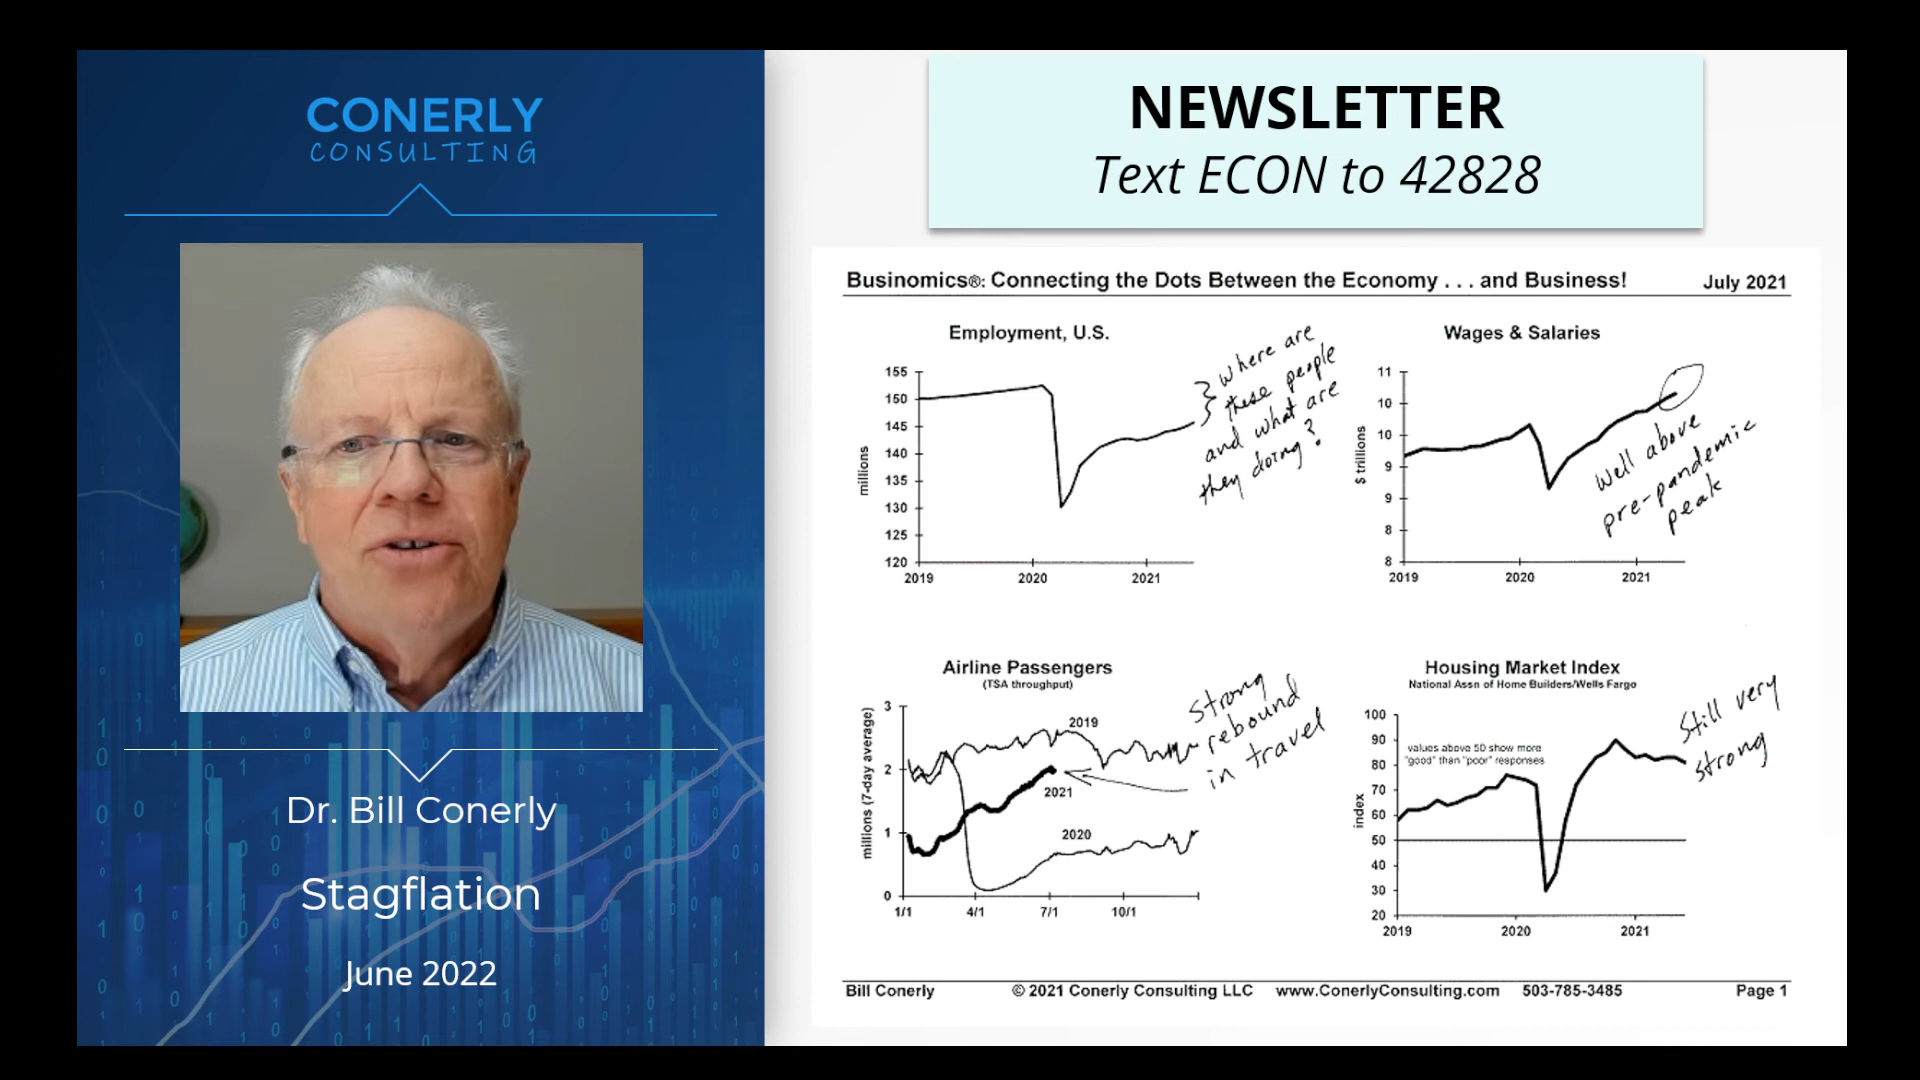 CONERLY
CONSULTING
Dr. Bill Conerly
Stagflation
June 2022
NEWSLETTER
Text ECON to 42828
Businomics®: Connecting the Dots Between the Economy . . . and Business!
July 2021
Employment, U.S.
155
150
145
140
135
130
125
120
millions
2019 2020 2021
} Where are
these people
and what are
they doing?
Wages & Salaries
11
10
10
9
9
8
8
$ trillions
2019 2020 2021
Well above
pre-pandemic
peak
Airline Passengers
(TSA throughput)
3
2
1
0
millions (7-day average)
2019
2021
2020
1/1 4/1 7/1 10/1
Strong
rebound
in travel
Housing Market Index
National Assn of Home Builders/Wells Fargo
100
90
80
70
60
50
40
30
20
index
values above 50 show more
"good" than "poor" responses
2019 2020 2021
Still very
strong
Bill Conerly © 2021 Conerly Consulting LLC www.ConerlyConsulting.com 503-785-3485 Page 1